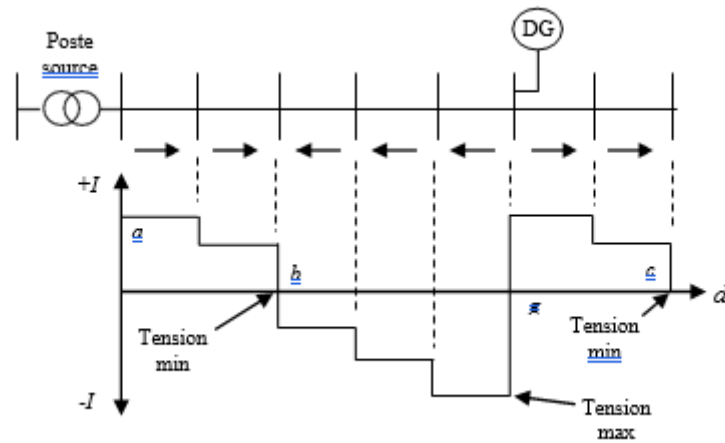 Poste
source
DG
+I
a
b
c
d
Tension
min
Tension
min
-I
Tension
max